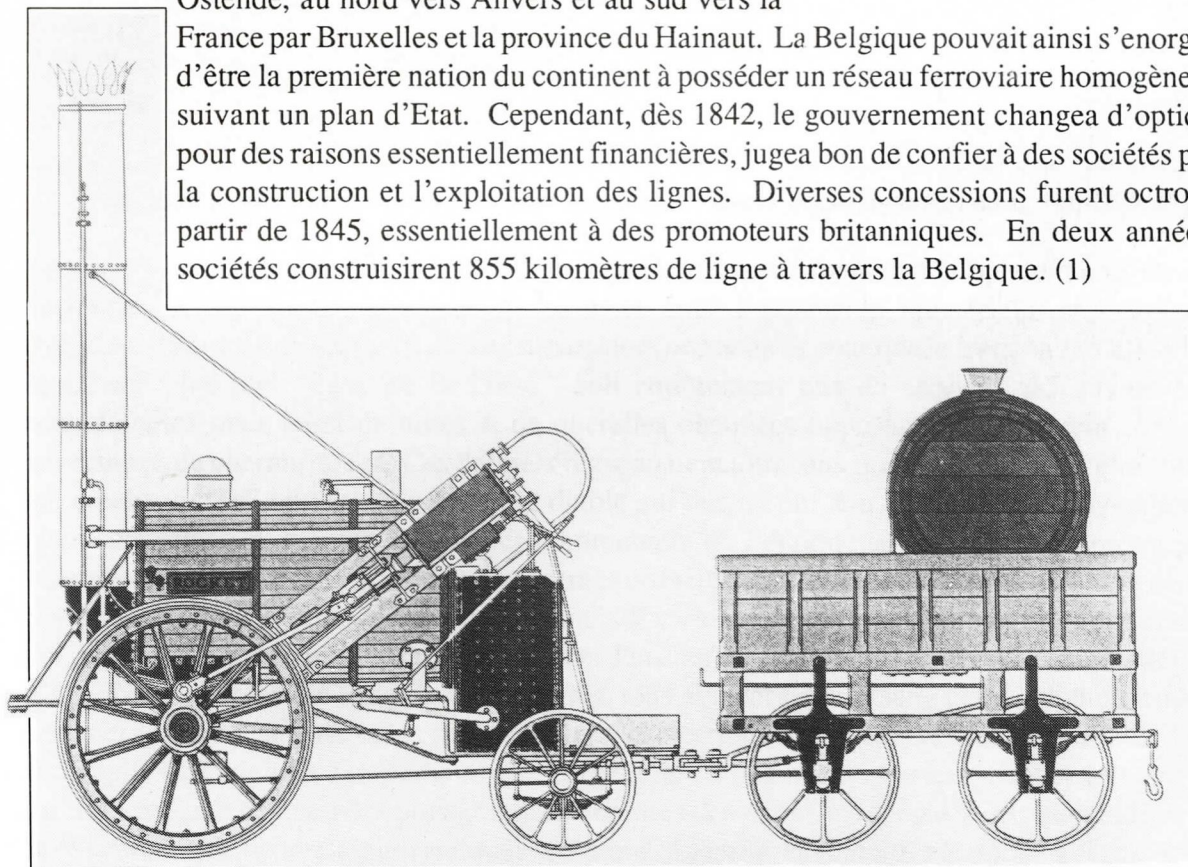 Ostende, au nord vers Anvers et au sud vers la
France par Bruxelles et la province du Hainaut. La Belgique pouvait ainsi s’enorg
d’être la première nation du continent à posséder un réseau ferroviaire homogène
suivant un plan d’Etat. Cependant, dès 1842, le gouvernement changea d’optic
pour des raisons essentiellement financières, jugea bon de confier à des sociétés p
la construction et l’exploitation des lignes. Diverses concessions furent octro
partir de 1845, essentiellement à des promoteurs britanniques. En deux année
sociétés construisirent 855 kilomètres de ligne à travers la Belgique. (1)
ROCKET